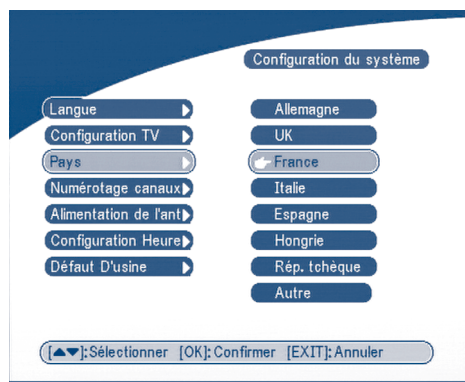 Configuration du système
Langue
Configuration TV
Pays
Numérotage canaux
Alimentation de l'ant
Configuration Heure
Défaut D'usine
Allemagne
UK
France
Italie
Espagne
Hongrie
Rép. tchèque
Autre
[▲▼]:Sélectionner [OK]:Confirmer [EXIT]:Annuler